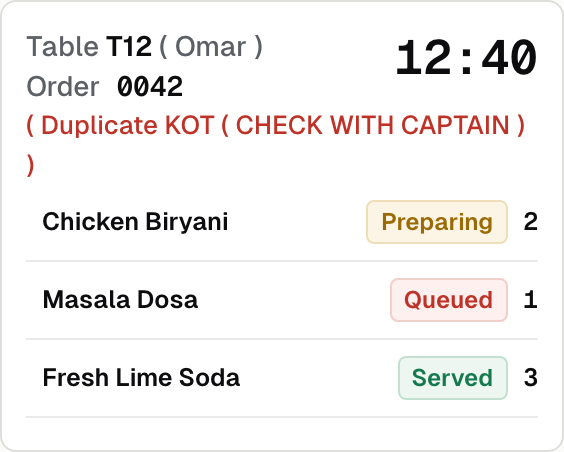 Table T12 ( Omar ) 12:40
Order 0042
( Duplicate KOT ( CHECK WITH CAPTAIN )
)
Chicken Biryani Preparing 2
Masala Dosa Queued 1
Fresh Lime Soda Served 3